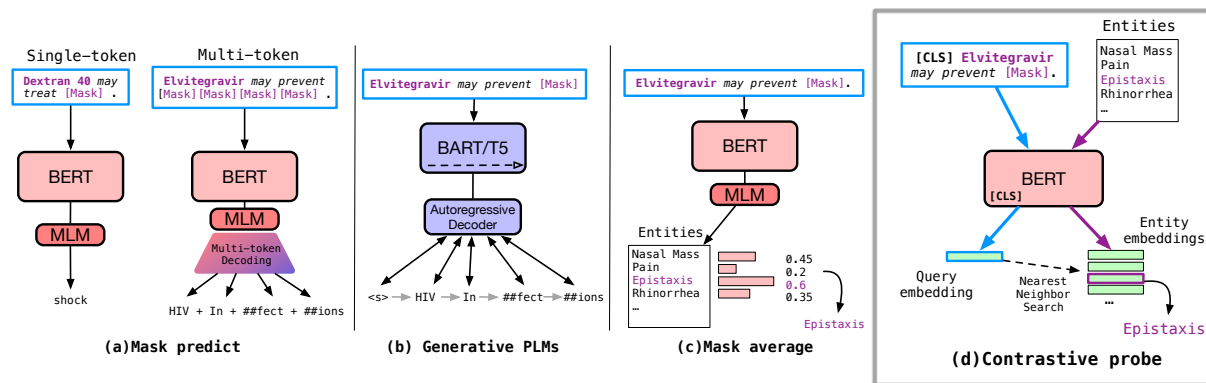 Single-token
Dextran 40 may
treat [Mask] .
BERT
MLM
shock
Multi-token
Elvitegravir may prevent
[Mask][Mask][Mask][Mask] .
BERT
MLM
Multi-token
Decoding
HIV + In + ##fect + ##ions
(a)Mask predict
Elvitegravir may prevent [Mask]
BART/T5
Autoregressive
Decoder
<s> HIV In ##fect ##ions
(b) Generative PLMs
Elvitegravir may prevent [Mask].
BERT
MLM
Entities
Nasal Mass 0.45
Pain 0.2
Epistaxis 0.6
Rhinorrhea 0.35
…
Epistaxis
(c)Mask average
[CLS] Elvitegravir
may prevent [Mask].
Entities
Nasal Mass
Pain
Epistaxis
Rhinorrhea
…
BERT
[CLS]
Query
embedding
Nearest
Neighbor
Search
Entity
embeddings
…
Epistaxis
(d)Contrastive probe